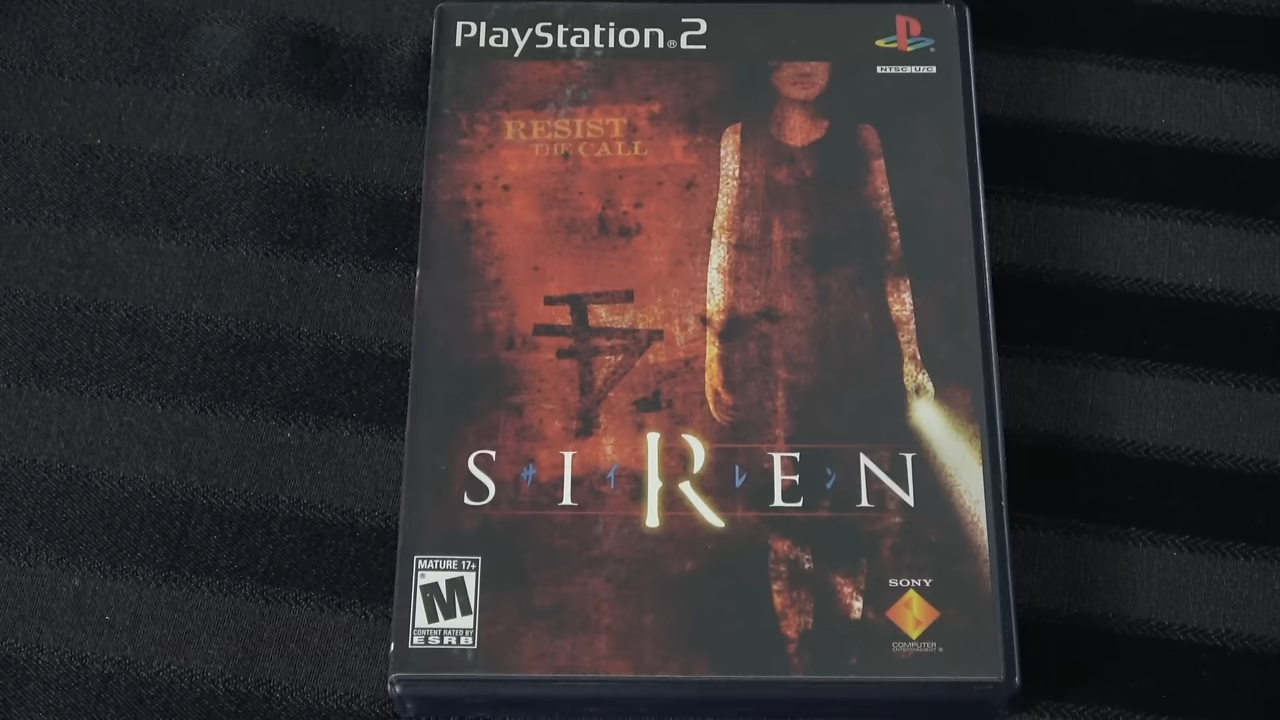 PlayStation®2
NTSC U/C
RESIST
THE CALL
SIREN
サイレン
MATURE 17+
M
CONTENT RATED BY
ESRB
SONY
COMPUTER
ENTERTAINMENT®